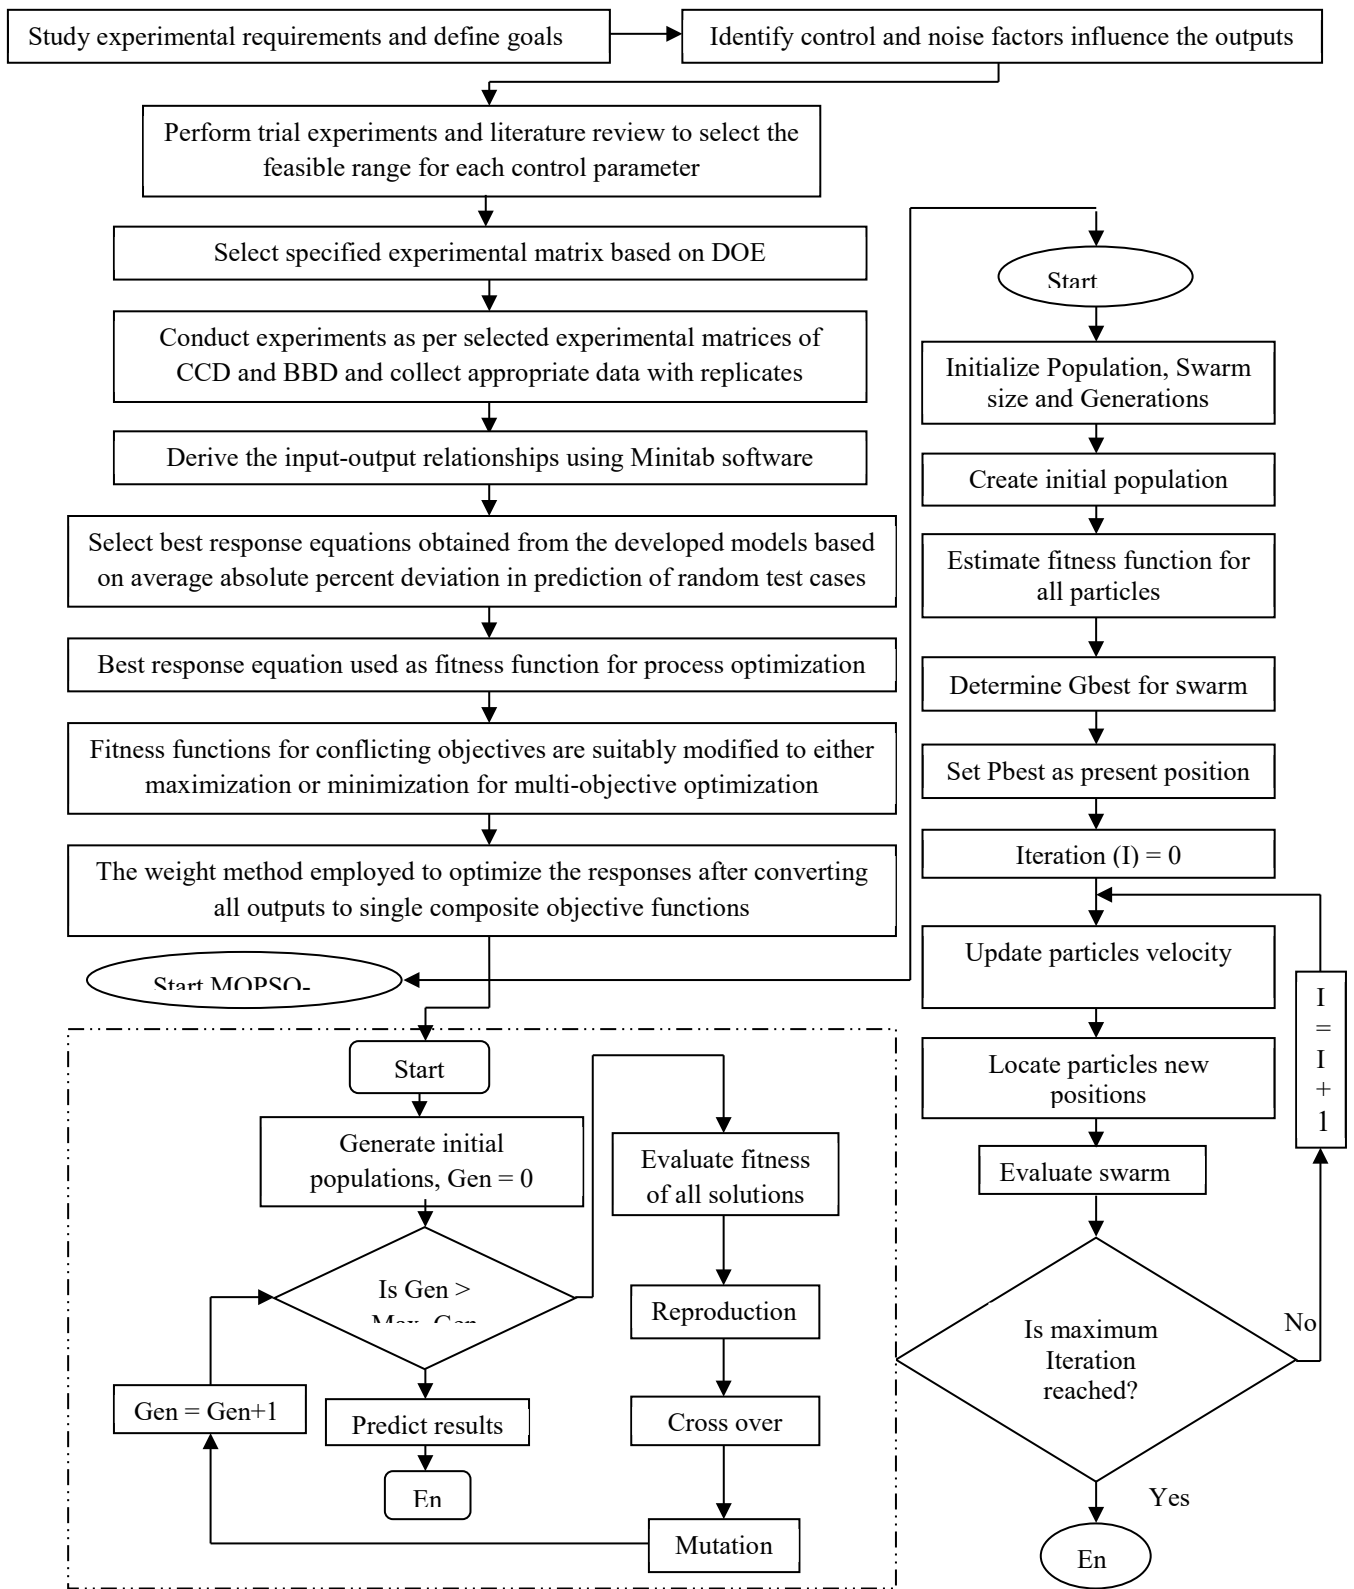 Study experimental requirements and define goals
Identify control and noise factors influence the outputs
Perform trial experiments and literature review to select the
feasible range for each control parameter
Select specified experimental matrix based on DOE
Conduct experiments as per selected experimental matrices of
CCD and BBD and collect appropriate data with replicates
Derive the input-output relationships using Minitab software
Select best response equations obtained from the developed models based
on average absolute percent deviation in prediction of random test cases
Best response equation used as fitness function for process optimization
Fitness functions for conflicting objectives are suitably modified to either
maximization or minimization for multi-objective optimization
The weight method employed to optimize the responses after converting
all outputs to single composite objective functions
Start MOPSO-
Start
Generate initial
populations, Gen = 0
Is Gen >
Max. Gen
Gen = Gen+1
Predict results
En
Evaluate fitness
of all solutions
Reproduction
Cross over
Mutation
Start
Initialize Population, Swarm
size and Generations
Create initial population
Estimate fitness function for
all particles
Determine Gbest for swarm
Set Pbest as present position
Iteration (I) = 0
Update particles velocity
Locate particles new
positions
Evaluate swarm
Is maximum
Iteration
reached?
No
I
=
I
+
1
Yes
En